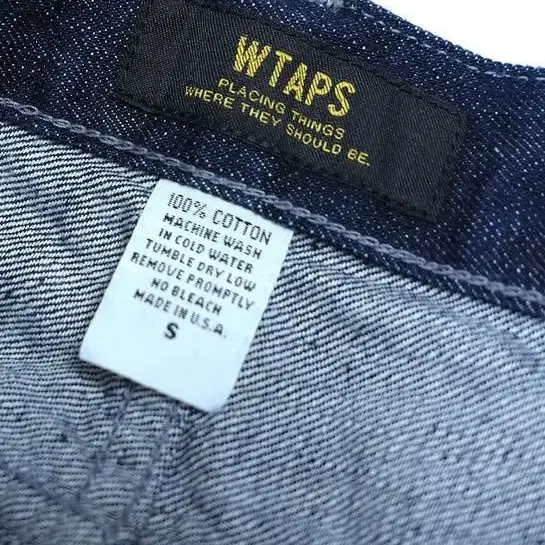 WTAPS
PLACING THINGS
WHERE THEY SHOULD BE.
100% COTTON
MACHINE WASH
IN COLD WATER
TUMBLE DRY LOW
REMOVE PROMPTLY
NO BLEACH
MADE IN U.S.A.
S